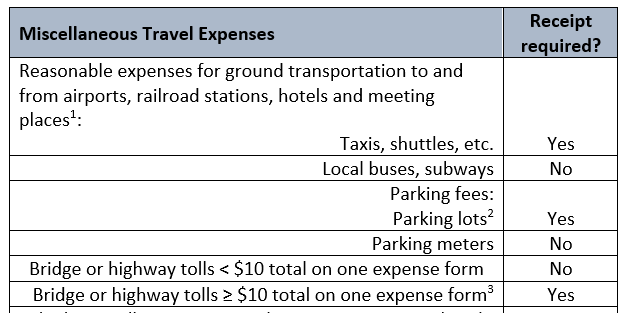 Miscellaneous Travel Expenses
Receipt
required?
Reasonable expenses for ground transportation to and
from airports, railroad stations, hotels and meeting
places¹:
Taxis, shuttles, etc. Yes
Local buses, subways No
Parking fees:
Parking lots² Yes
Parking meters No
Bridge or highway tolls < $10 total on one expense form No
Bridge or highway tolls ≥ $10 total on one expense form³ Yes